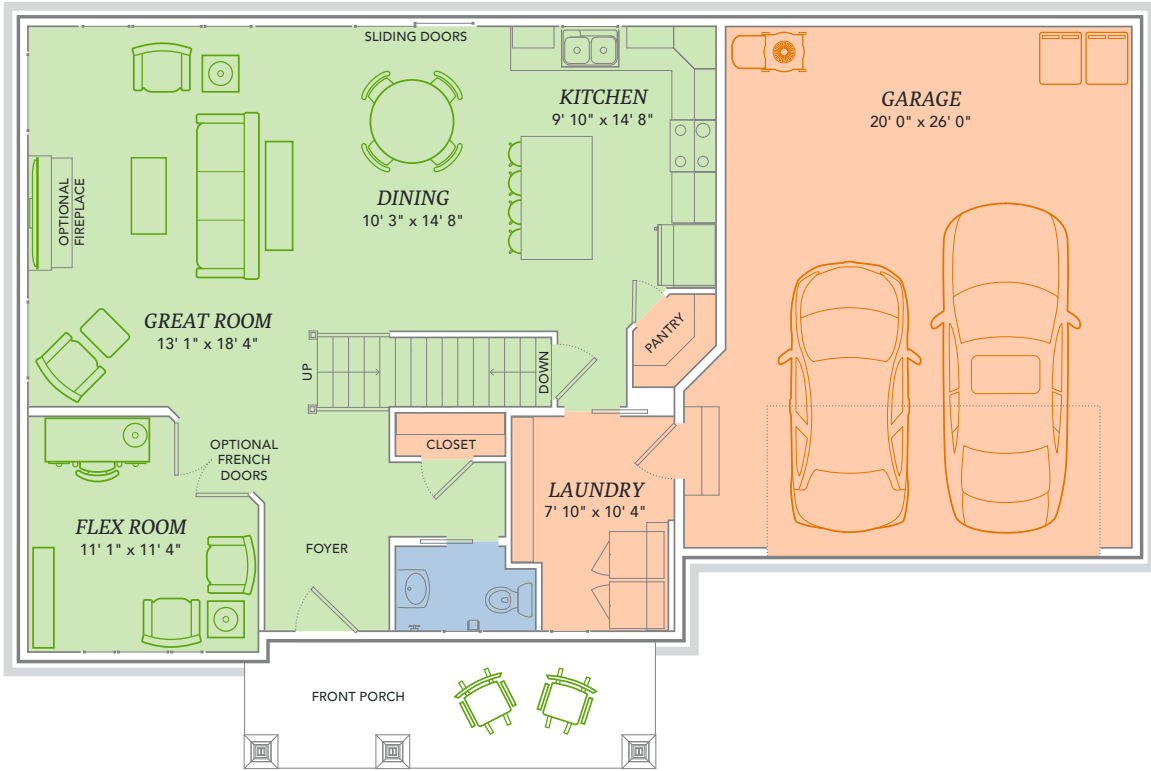 SLIDING DOORS
KITCHEN
9' 10" x 14' 8"
GARAGE
20' 0" x 26' 0"
DINING
10' 3" x 14' 8"
OPTIONAL
FIREPLACE
GREAT ROOM
13' 1" x 18' 4"
PANTRY
UP
DOWN
OPTIONAL
FRENCH
DOORS
CLOSET
LAUNDRY
7' 10" x 10' 4"
FLEX ROOM
11' 1" x 11' 4"
FOYER
FRONT PORCH